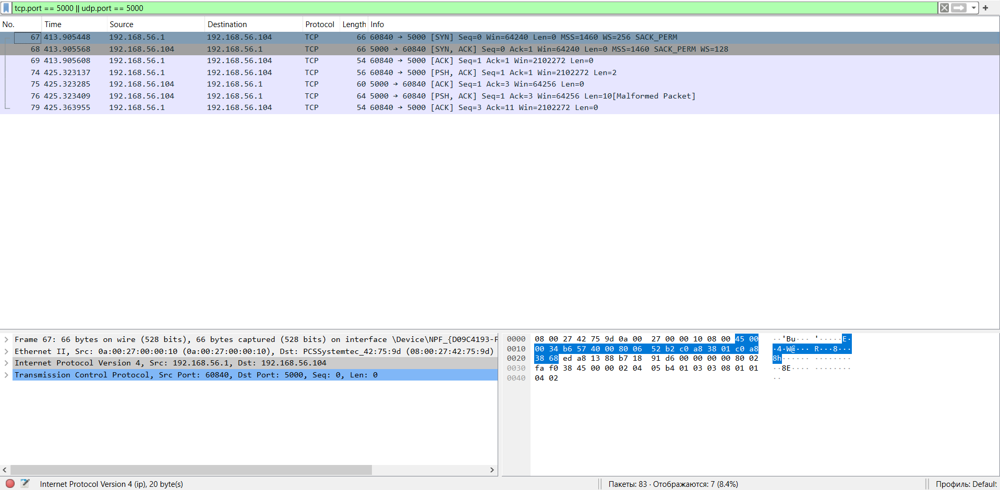 tcp.port == 5000 || udp.port == 5000
No. Time Source Destination Protocol Length Info
67 413.905448 192.168.56.1 192.168.56.104 TCP 66 60840 → 5000 [SYN] Seq=0 Win=64240 Len=0 MSS=1460 WS=256 SACK_PERM
68 413.905568 192.168.56.104 192.168.56.1 TCP 66 5000 → 60840 [SYN, ACK] Seq=0 Ack=1 Win=64240 Len=0 MSS=1460 SACK_PERM WS=128
69 413.905608 192.168.56.1 192.168.56.104 TCP 54 60840 → 5000 [ACK] Seq=1 Ack=1 Win=2102272 Len=0
74 425.323137 192.168.56.1 192.168.56.104 TCP 56 60840 → 5000 [PSH, ACK] Seq=1 Ack=1 Win=2102272 Len=2
75 425.323285 192.168.56.104 192.168.56.1 TCP 60 5000 → 60840 [ACK] Seq=1 Ack=3 Win=64256 Len=0
76 425.323409 192.168.56.104 192.168.56.1 TCP 64 5000 → 60840 [PSH, ACK] Seq=1 Ack=3 Win=64256 Len=10[Malformed Packet]
79 425.363955 192.168.56.1 192.168.56.104 TCP 54 60840 → 5000 [ACK] Seq=3 Ack=11 Win=2102272 Len=0
Frame 67: 66 bytes on wire (528 bits), 66 bytes captured (528 bits) on interface \Device\NPF_{D09C4193-F
Ethernet II, Src: 0a:00:27:00:00:10 (0a:00:27:00:00:10), Dst: PCSSystemtec_42:75:9d (08:00:27:42:75:9d)
Internet Protocol Version 4, Src: 192.168.56.1, Dst: 192.168.56.104
Transmission Control Protocol, Src Port: 60840, Dst Port: 5000, Seq: 0, Len: 0
0000 08 00 27 42 75 9d 0a 00 27 00 00 10 08 00 45 00 ··'Bu··· '·····E·
0010 00 34 b6 57 40 00 80 06 52 b2 c0 a8 38 01 c0 a8 ·4·W@··· R···8···
0020 38 68 ed a8 13 88 b7 18 91 d6 00 00 00 00 80 02 8h······ ········
0030 fa f0 38 45 00 00 02 04 05 b4 01 03 03 08 01 01 ··8E···· ········
0040 04 02 ··
Internet Protocol Version 4 (ip), 20 byte(s)
Пакеты: 83 · Отображаются: 7 (8.4%)
Профиль: Default